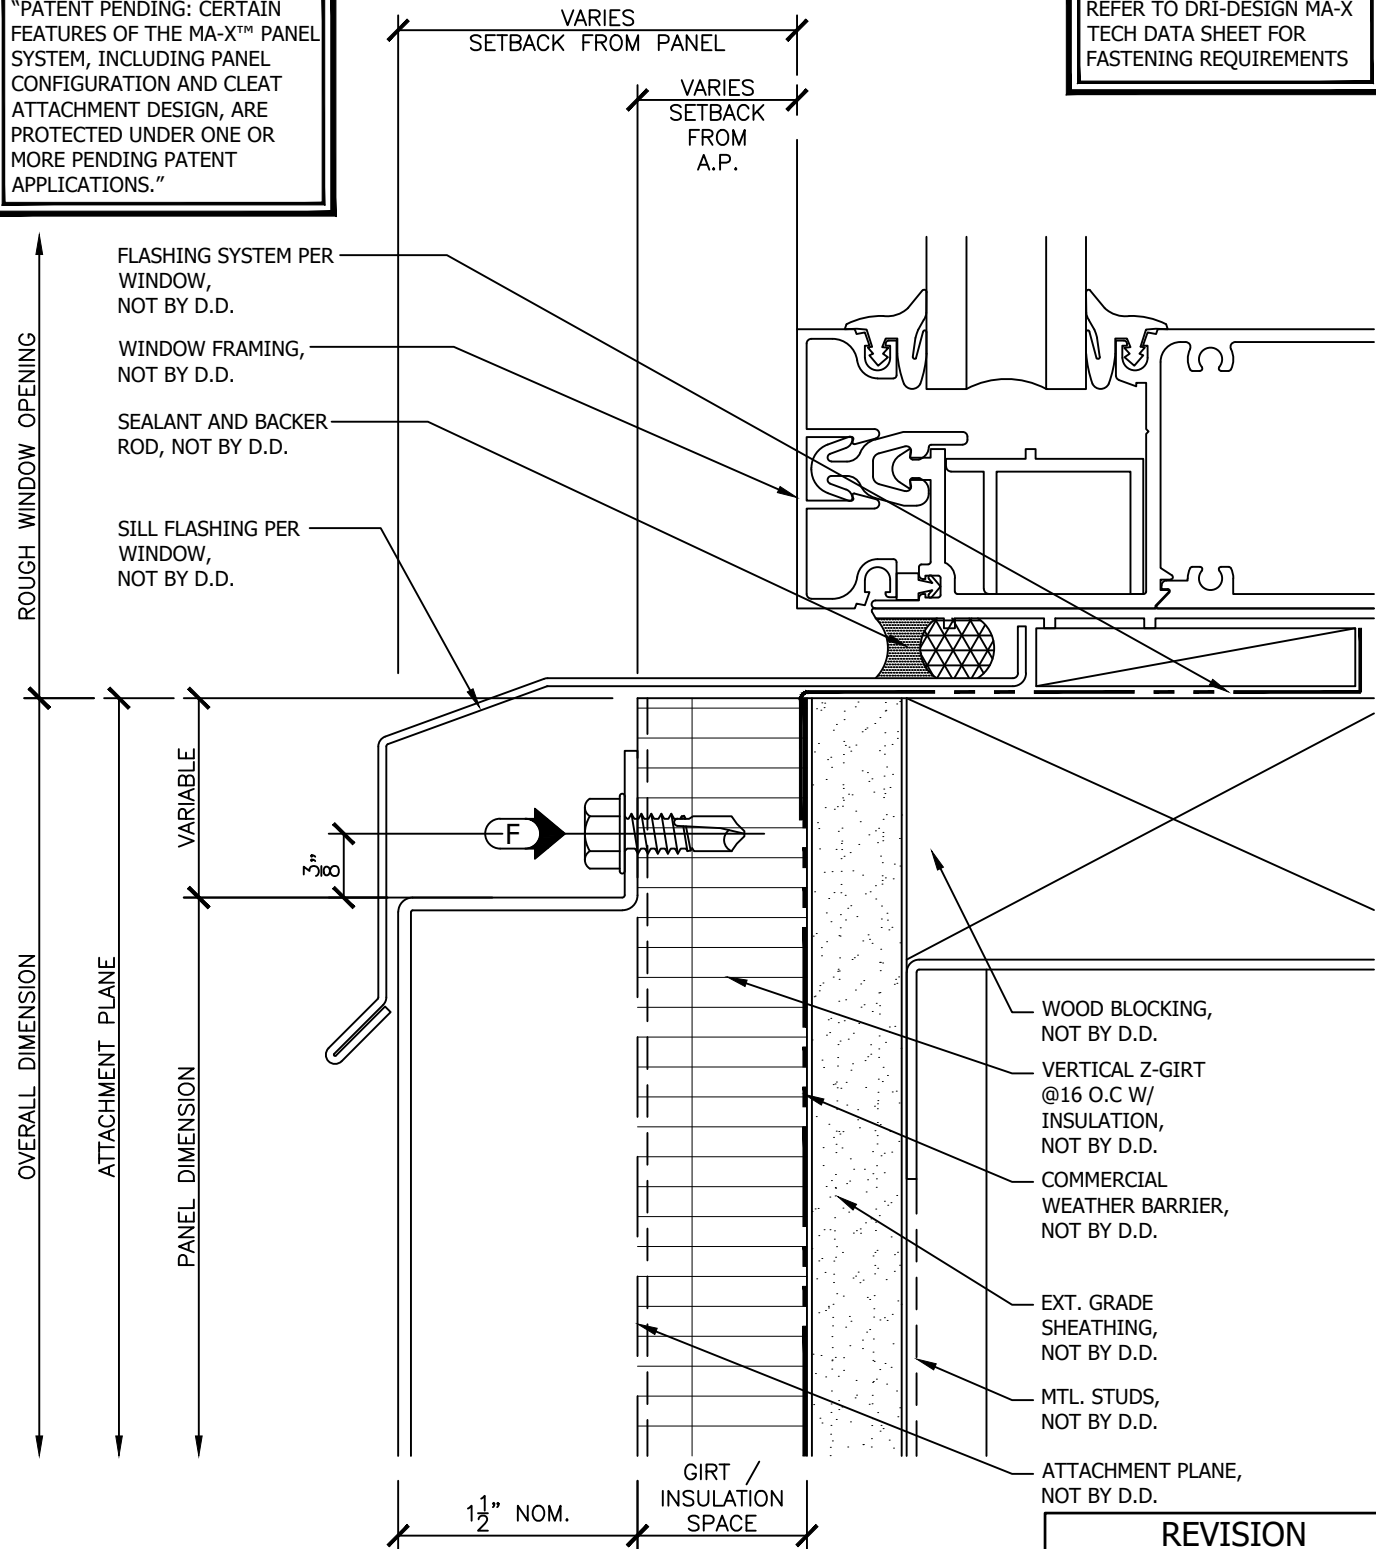 “PATENT PENDING: CERTAIN
FEATURES OF THE MA-X™ PANEL
SYSTEM, INCLUDING PANEL
CONFIGURATION AND CLEAT
ATTACHMENT DESIGN, ARE
PROTECTED UNDER ONE OR
MORE PENDING PATENT
APPLICATIONS.”
VARIES
SETBACK FROM PANEL
VARIES
SETBACK
FROM
A.P.
REFER TO DRI-DESIGN MA-X
TECH DATA SHEET FOR
FASTENING REQUIREMENTS
FLASHING SYSTEM PER
WINDOW,
NOT BY D.D.
WINDOW FRAMING,
NOT BY D.D.
SEALANT AND BACKER
ROD, NOT BY D.D.
SILL FLASHING PER
WINDOW,
NOT BY D.D.
ROUGH WINDOW OPENING
OVERALL DIMENSION
ATTACHMENT PLANE
VARIABLE
PANEL DIMENSION
3/8”
F
WOOD BLOCKING,
NOT BY D.D.
VERTICAL Z-GIRT
@16 O.C W/
INSULATION,
NOT BY D.D.
COMMERCIAL
WEATHER BARRIER,
NOT BY D.D.
EXT. GRADE
SHEATHING,
NOT BY D.D.
MTL. STUDS,
NOT BY D.D.
ATTACHMENT PLANE,
NOT BY D.D.
1 1/2” NOM.
GIRT /
INSULATION
SPACE
REVISION